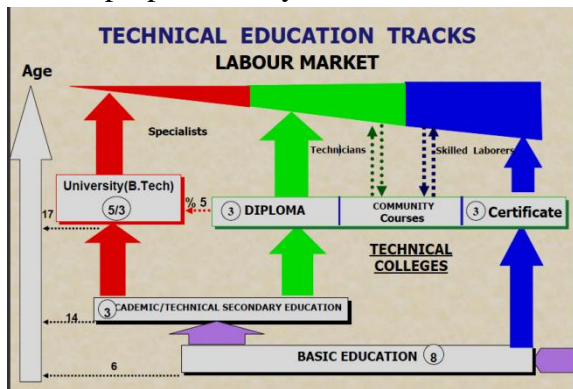 TECHNICAL EDUCATION TRACKS
LABOUR MARKET
Age
Specialists
Technicians
Skilled Laborers
University(B.Tech)
5/3
% 5
3 DIPLOMA
COMMUNITY
Courses
3 Certificate
17
TECHNICAL
COLLEGES
3 CADEMIC/TECHNICAL SECONDARY EDUCATION
14
BASIC EDUCATION 8
6